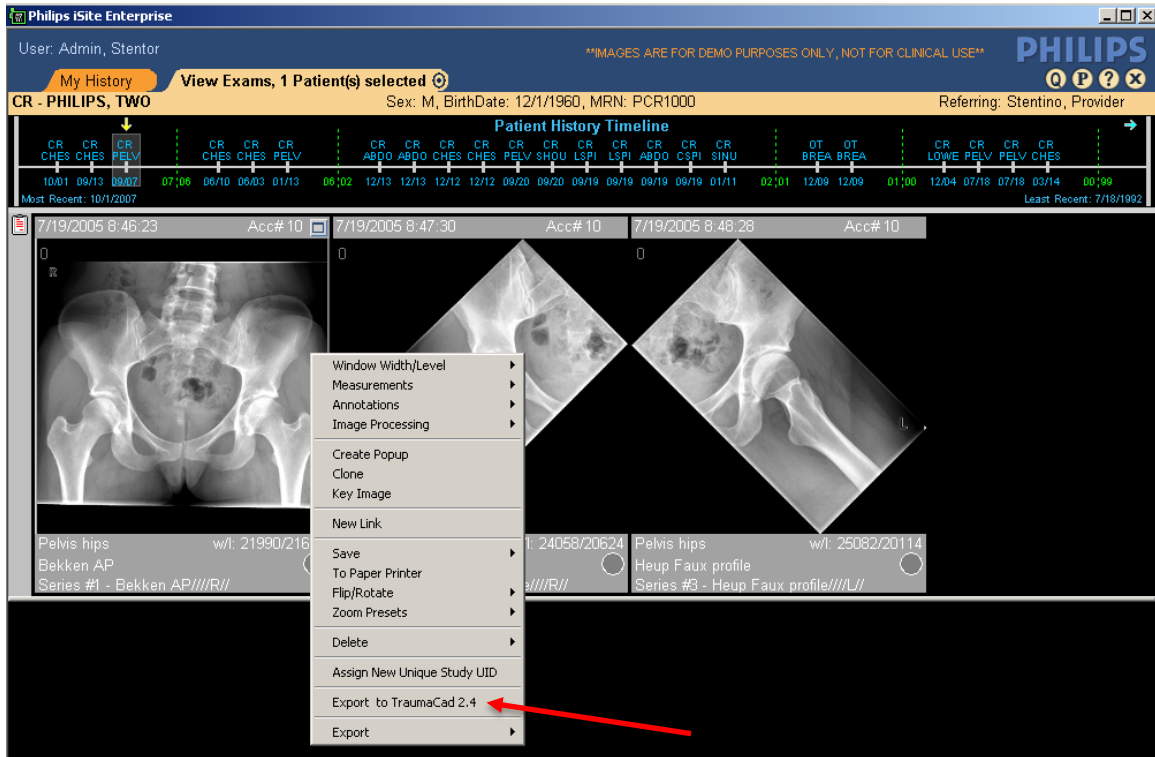 Philips iSite Enterprise
User: Admin, Stentor
**IMAGES ARE FOR DEMO PURPOSES ONLY, NOT FOR CLINICAL USE**
PHILIPS
My History
View Exams, 1 Patient(s) selected
Q P ? X
CR - PHILIPS, TWO
Sex: M, BirthDate: 12/1/1960, MRN: PCR1000
Referring: Stentino, Provider
Patient History Timeline
CR CR CR CR CR CR CR CR CR CR CR CR CR CR CR CR CR OT OT CR CR CR CR
CHES CHES PELV CHES CHES PELV ABDO ABDO CHES CHES PELV SHOU LSPI LSPI ABDO CSPI SINU BREA BREA LOWE PELV PELV CHES
10/01 09/13 09/07 07 06 06/10 06/03 01/13 06 02 12/13 12/13 12/12 12/12 09/20 09/20 09/19 09/19 09/19 09/19 01/11 02 01 12/09 12/09 01 00 12/04 07/18 07/18 03/14 00 99
Most Recent: 10/1/2007
Least Recent: 7/18/1992
7/19/2005 8:46:23 Acc# 10
7/19/2005 8:47:30 Acc# 10
7/19/2005 8:48:28 Acc# 10
0
R
0
0
L
Window Width/Level
Measurements
Annotations
Image Processing
Create Popup
Clone
Key Image
New Link
Save
To Paper Printer
Flip/Rotate
Zoom Presets
Delete
Assign New Unique Study UID
Export to TraumaCad 2.4
Export
Pelvis hips w/l: 21990/216
Bekken AP
Series #1 - Bekken AP////R//
l: 24058/20624
e////R//
Pelvis hips w/l: 25082/20114
Heup Faux profile
Series #3 - Heup Faux profile////L//